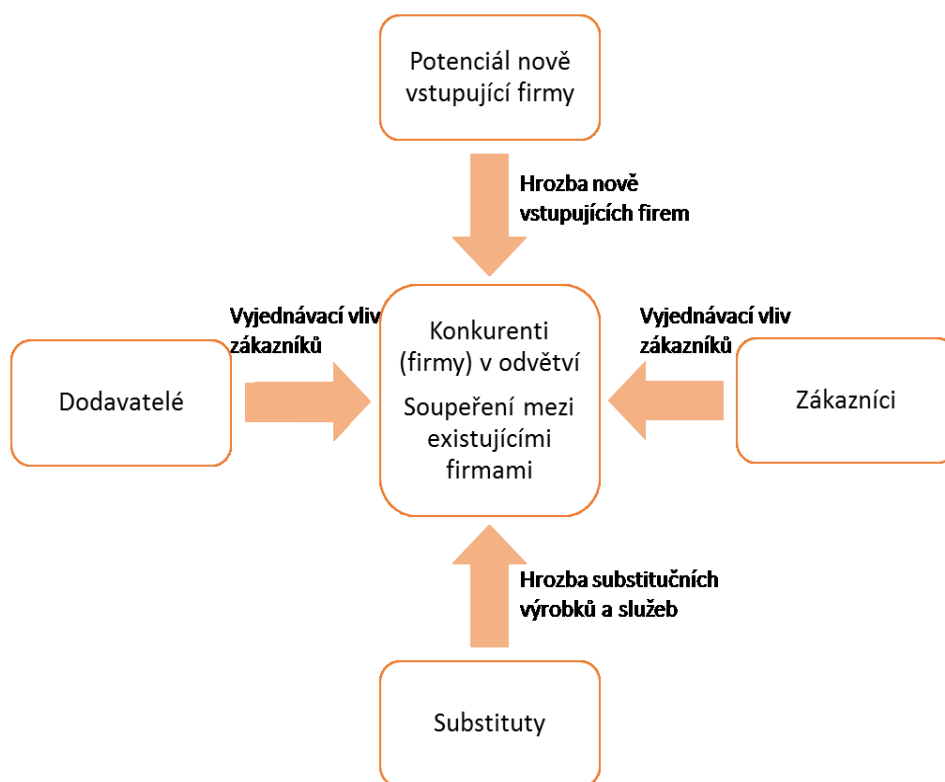 Potenciál nově
vstupující firmy
Hrozba nově
vstupujících firem
Vyjednávací vliv
zákazníků
Dodavatelé
Konkurenti
(firmy) v odvětví
Soupeření mezi
existujícími
firmami
Vyjednávací vliv
zákazníků
Zákazníci
Hrozba substitučních
výrobků a služeb
Substituty